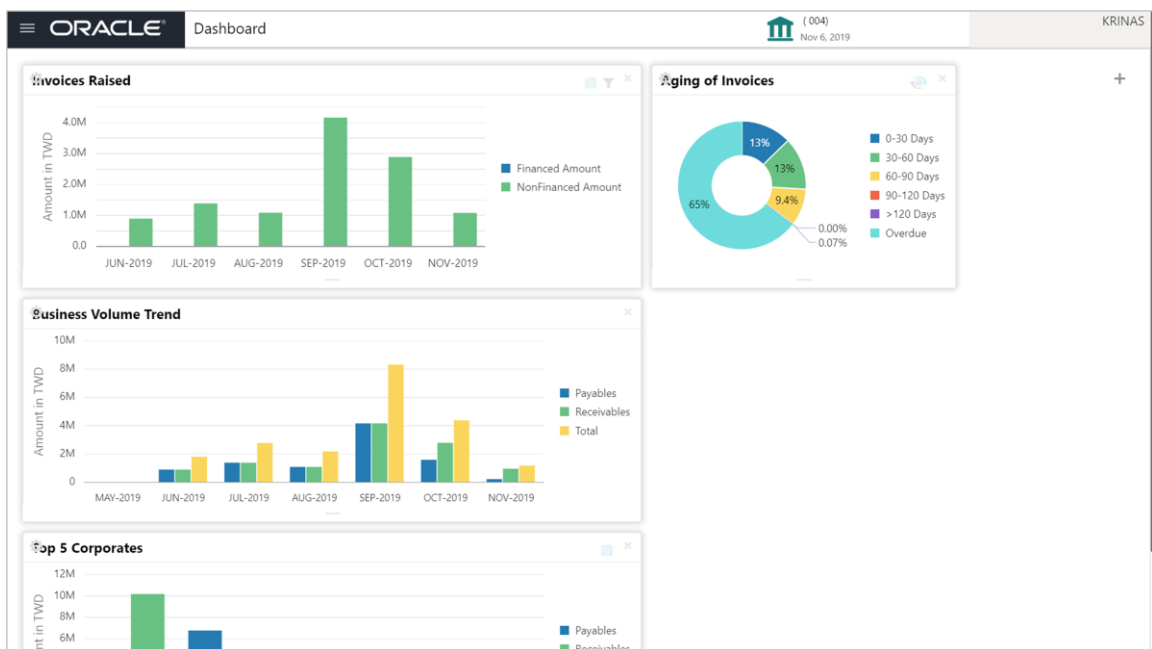 ORACLE Dashboard
( 004)
Nov 6, 2019
KRINAS
Invoices Raised
Amount in TWD
4.0M
3.0M
2.0M
1.0M
0.0
JUN-2019 JUL-2019 AUG-2019 SEP-2019 OCT-2019 NOV-2019
Financed Amount
NonFinanced Amount
Aging of Invoices
13%
13%
9.4%
65%
0.00%
0.07%
0-30 Days
30-60 Days
60-90 Days
90-120 Days
>120 Days
Overdue
Business Volume Trend
Amount in TWD
10M
8M
6M
4M
2M
0
MAY-2019 JUN-2019 JUL-2019 AUG-2019 SEP-2019 OCT-2019 NOV-2019
Payables
Receivables
Total
Top 5 Corporates
nt in TWD
12M
10M
8M
6M
Payables
Receivables